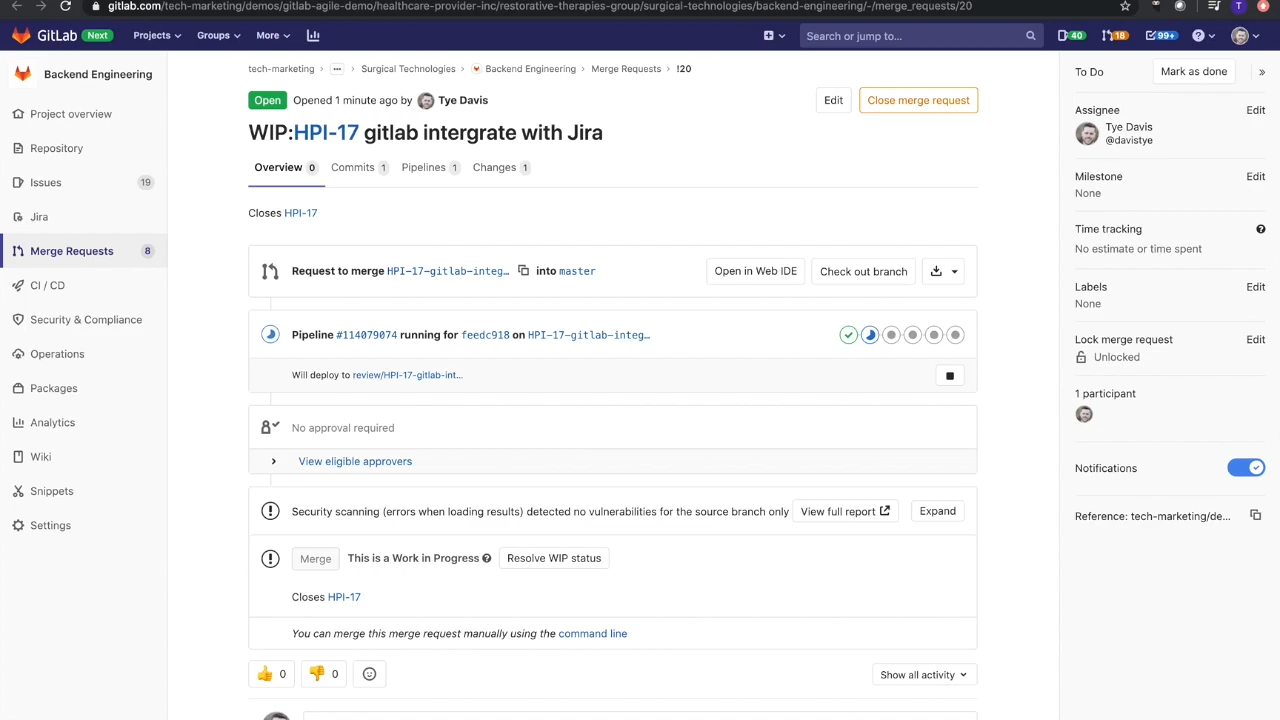 gitlab.com/tech-marketing/demos/gitlab-agile-demo/healthcare-provider-inc/restorative-therapies-group/surgical-technologies/backend-engineering/-/merge_requests/20
T
GitLab Next Projects Groups More Search or jump to... 40 18 99+
Backend Engineering
Project overview
Repository
Issues 19
Jira
Merge Requests 8
CI / CD
Security & Compliance
Operations
Packages
Analytics
Wiki
Snippets
Settings
tech-marketing > ... > Surgical Technologies > Backend Engineering > Merge Requests > !20
Open Opened 1 minute ago by Tye Davis Edit Close merge request
WIP:HPI-17 gitlab intergrate with Jira
Overview 0 Commits 1 Pipelines 1 Changes 1
Closes HPI-17
Request to merge HPI-17-gitlab-integ… into master Open in Web IDE Check out branch
Pipeline #114079074 running for feedc918 on HPI-17-gitlab-integ…
Will deploy to review/HPI-17-gitlab-int…
No approval required
View eligible approvers
Security scanning (errors when loading results) detected no vulnerabilities for the source branch only View full report Expand
Merge This is a Work in Progress Resolve WIP status
Closes HPI-17
You can merge this merge request manually using the command line
👍 0 👎 0 Show all activity
To Do Mark as done »
Assignee Edit
Tye Davis
@davistye
Milestone Edit
None
Time tracking
No estimate or time spent
Labels Edit
None
Lock merge request Edit
Unlocked
1 participant
Notifications
Reference: tech-marketing/de...